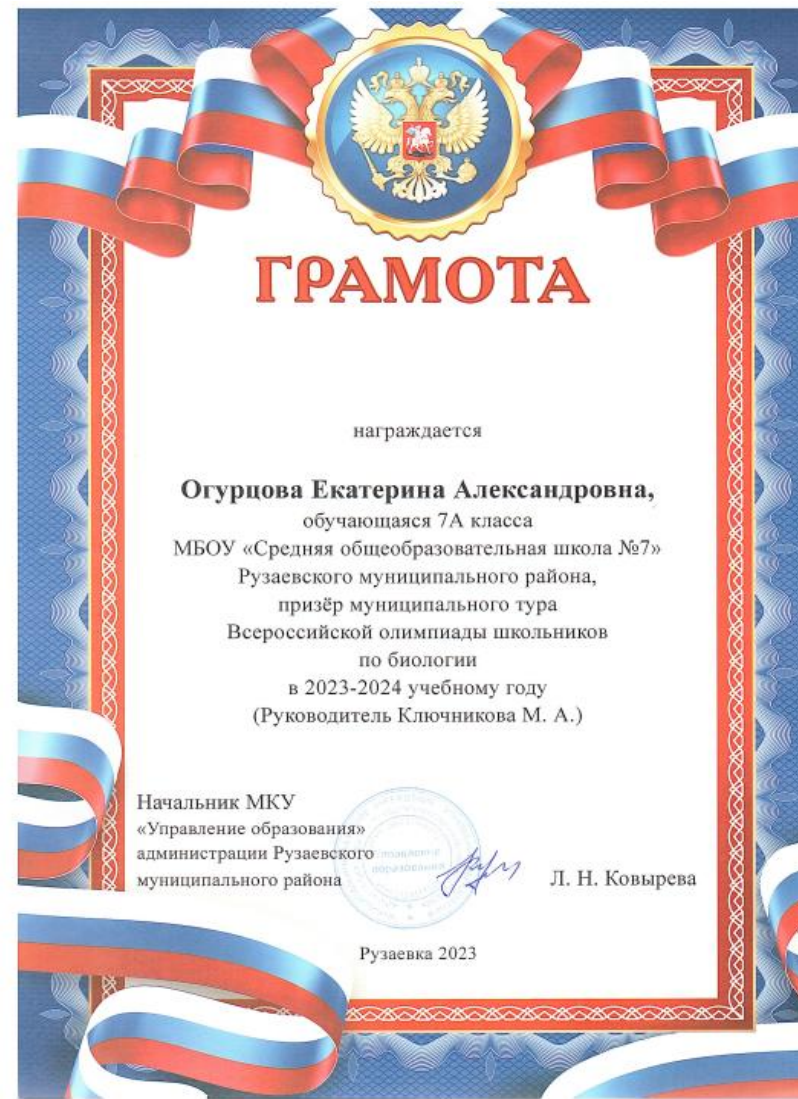 ГРАМОТА
награждается
Огурцова Екатерина Александровна,
обучающаяся 7А класса
МБОУ «Средняя общеобразовательная школа №7»
Рузаевского муниципального района,
призёр муниципального тура
Всероссийской олимпиады школьников
по биологии
в 2023-2024 учебному году
(Руководитель Ключникова М. А.)
Начальник МКУ
«Управление образования»
администрации Рузаевского
муниципального района
Л. Н. Ковырева
Рузаевка 2023